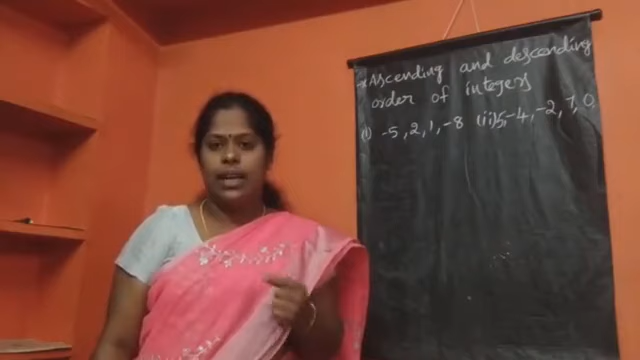 * Ascending and descending
order of integers
(i) -5, 2, 1, -8 (ii) 5, -4, -2, 7, 0